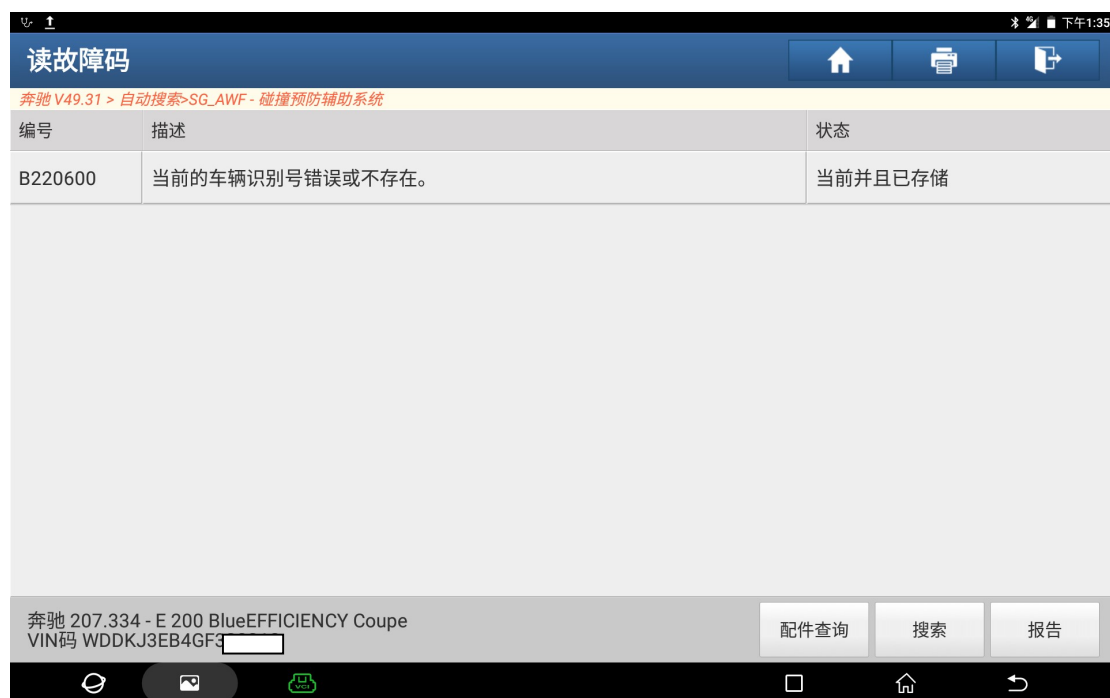 下午1:35
读故障码
奔驰 V49.31 > 自动搜索>SG_AWF - 碰撞预防辅助系统
编号 描述 状态
B220600 当前的车辆识别号错误或不存在。 当前并且已存储
奔驰 207.334 - E 200 BlueEFFICIENCY Coupe
VIN码 WDDKJ3EB4GF3
配件查询 搜索 报告
VCI